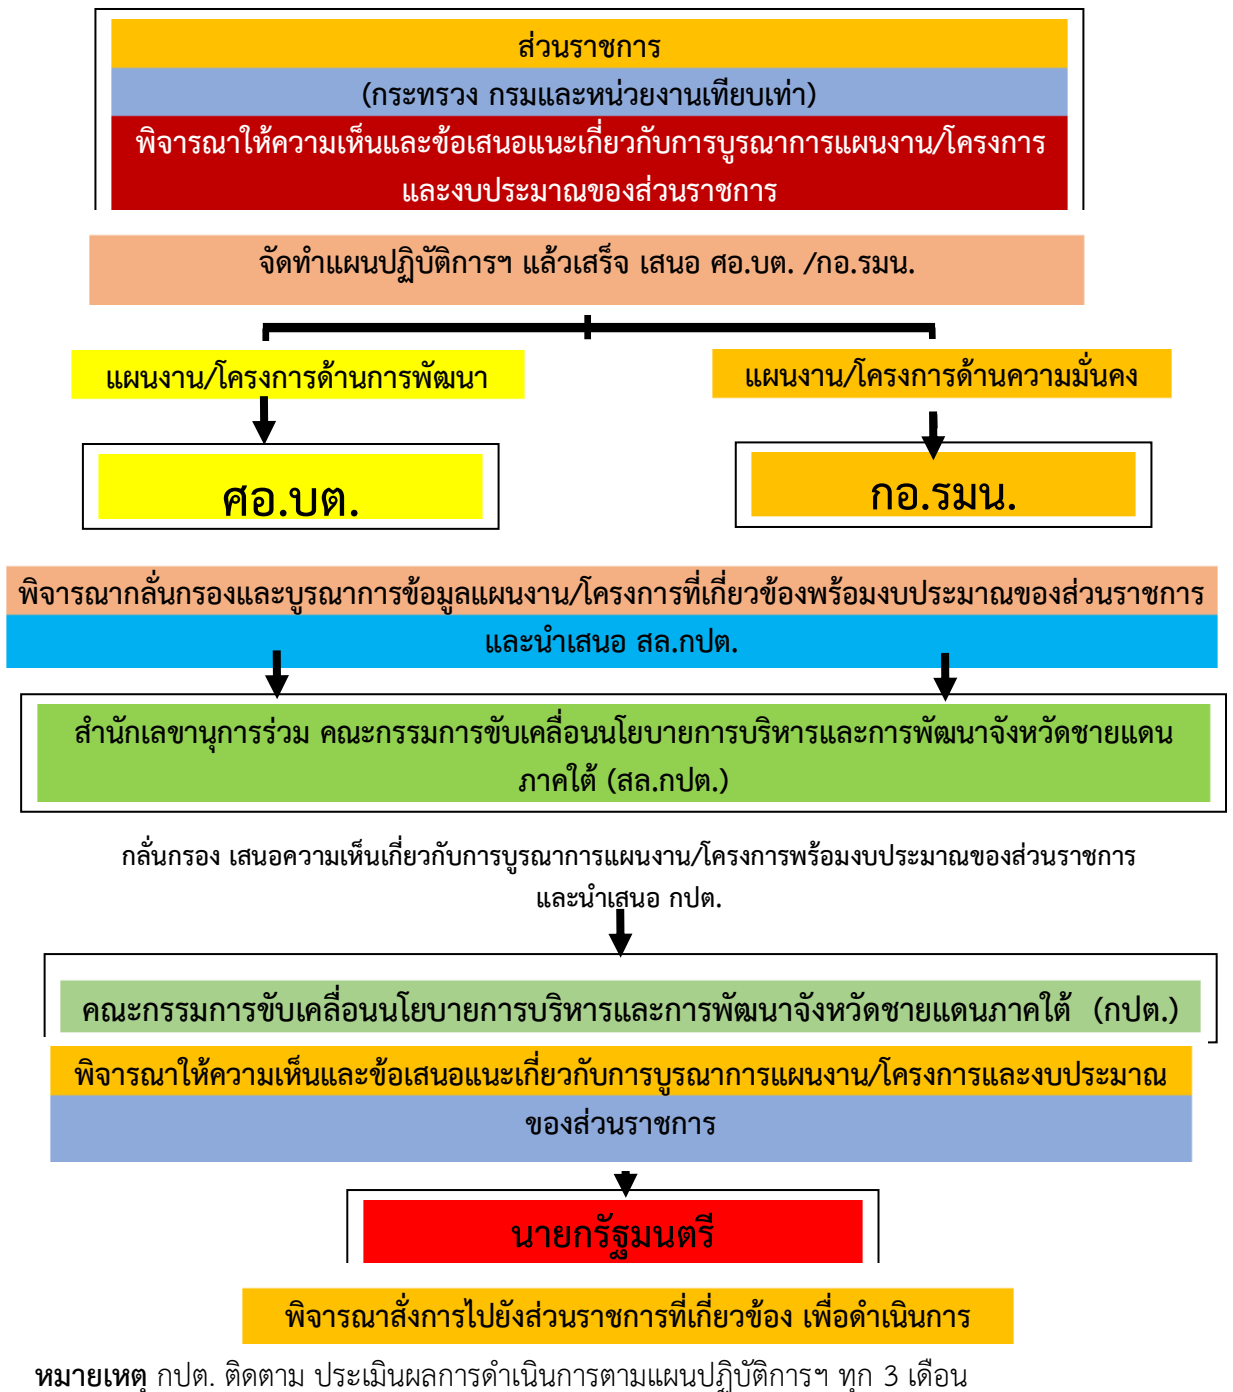 ส่วนราชการ
(กระทรวง กรมและหน่วยงานเทียบเท่า)
พิจารณาให้ความเห็นและข้อเสนอแนะเกี่ยวกับการบูรณาการแผนงาน/โครงการ
และงบประมาณของส่วนราชการ
จัดทำแผนปฏิบัติการฯ แล้วเสร็จ เสนอ ศอ.บต. /กอ.รมน.
แผนงาน/โครงการด้านการพัฒนา
แผนงาน/โครงการด้านความมั่นคง
ศอ.บต.
กอ.รมน.
พิจารณากลั่นกรองและบูรณาการข้อมูลแผนงาน/โครงการที่เกี่ยวข้องพร้อมงบประมาณของส่วนราชการ
และนำเสนอ สล.กปต.
สำนักเลขานุการร่วม คณะกรรมการขับเคลื่อนนโยบายการบริหารและการพัฒนาจังหวัดชายแดน
ภาคใต้ (สล.กปต.)
กลั่นกรอง เสนอความเห็นเกี่ยวกับการบูรณาการแผนงาน/โครงการพร้อมงบประมาณของส่วนราชการ
และนำเสนอ กปต.
คณะกรรมการขับเคลื่อนนโยบายการบริหารและการพัฒนาจังหวัดชายแดนภาคใต้ (กปต.)
พิจารณาให้ความเห็นและข้อเสนอแนะเกี่ยวกับการบูรณาการแผนงาน/โครงการและงบประมาณ
ของส่วนราชการ
นายกรัฐมนตรี
พิจารณาสั่งการไปยังส่วนราชการที่เกี่ยวข้อง เพื่อดำเนินการ
หมายเหตุ กปต. ติดตาม ประเมินผลการดำเนินการตามแผนปฏิบัติการฯ ทุก 3 เดือน